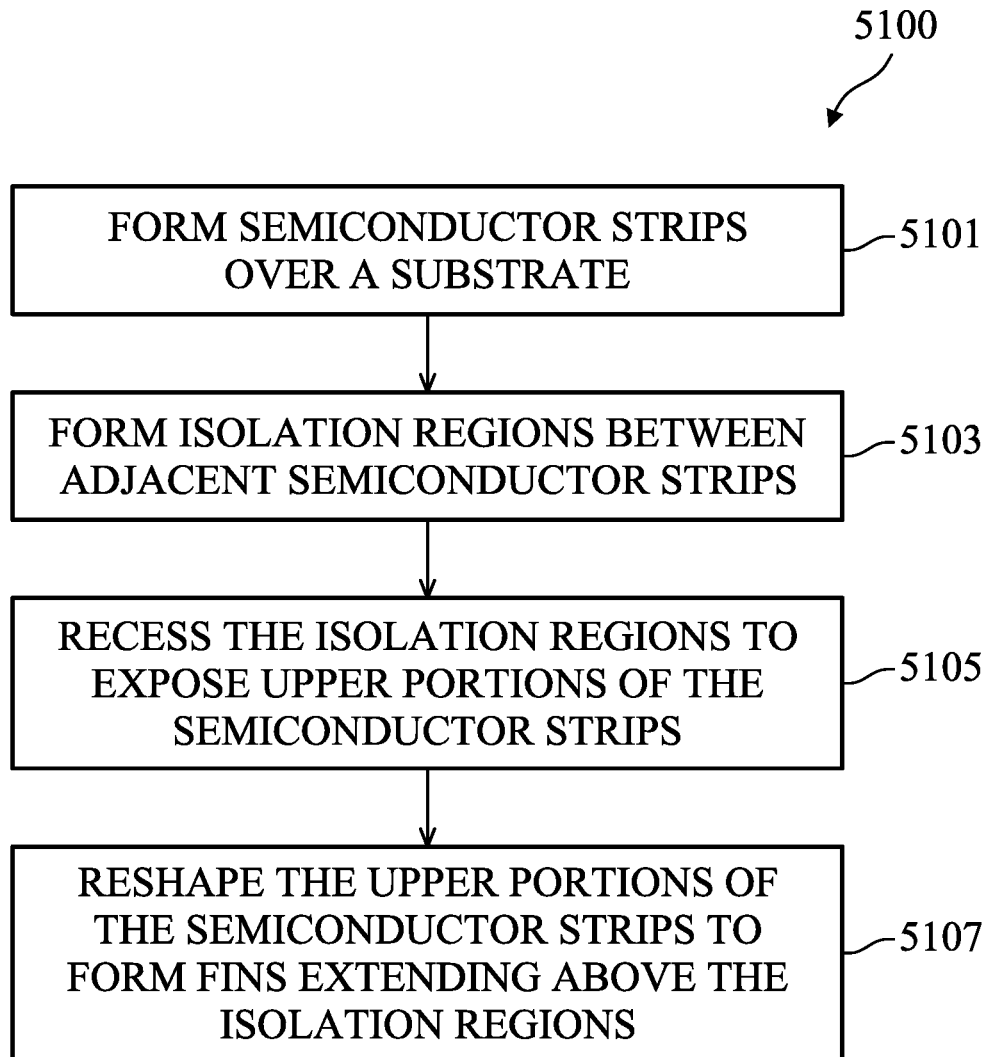 5100
FORM SEMICONDUCTOR STRIPS
OVER A SUBSTRATE
5101
FORM ISOLATION REGIONS BETWEEN
ADJACENT SEMICONDUCTOR STRIPS
5103
RECESS THE ISOLATION REGIONS TO
EXPOSE UPPER PORTIONS OF THE
SEMICONDUCTOR STRIPS
5105
RESHAPE THE UPPER PORTIONS OF
THE SEMICONDUCTOR STRIPS TO
FORM FINS EXTENDING ABOVE THE
ISOLATION REGIONS
5107